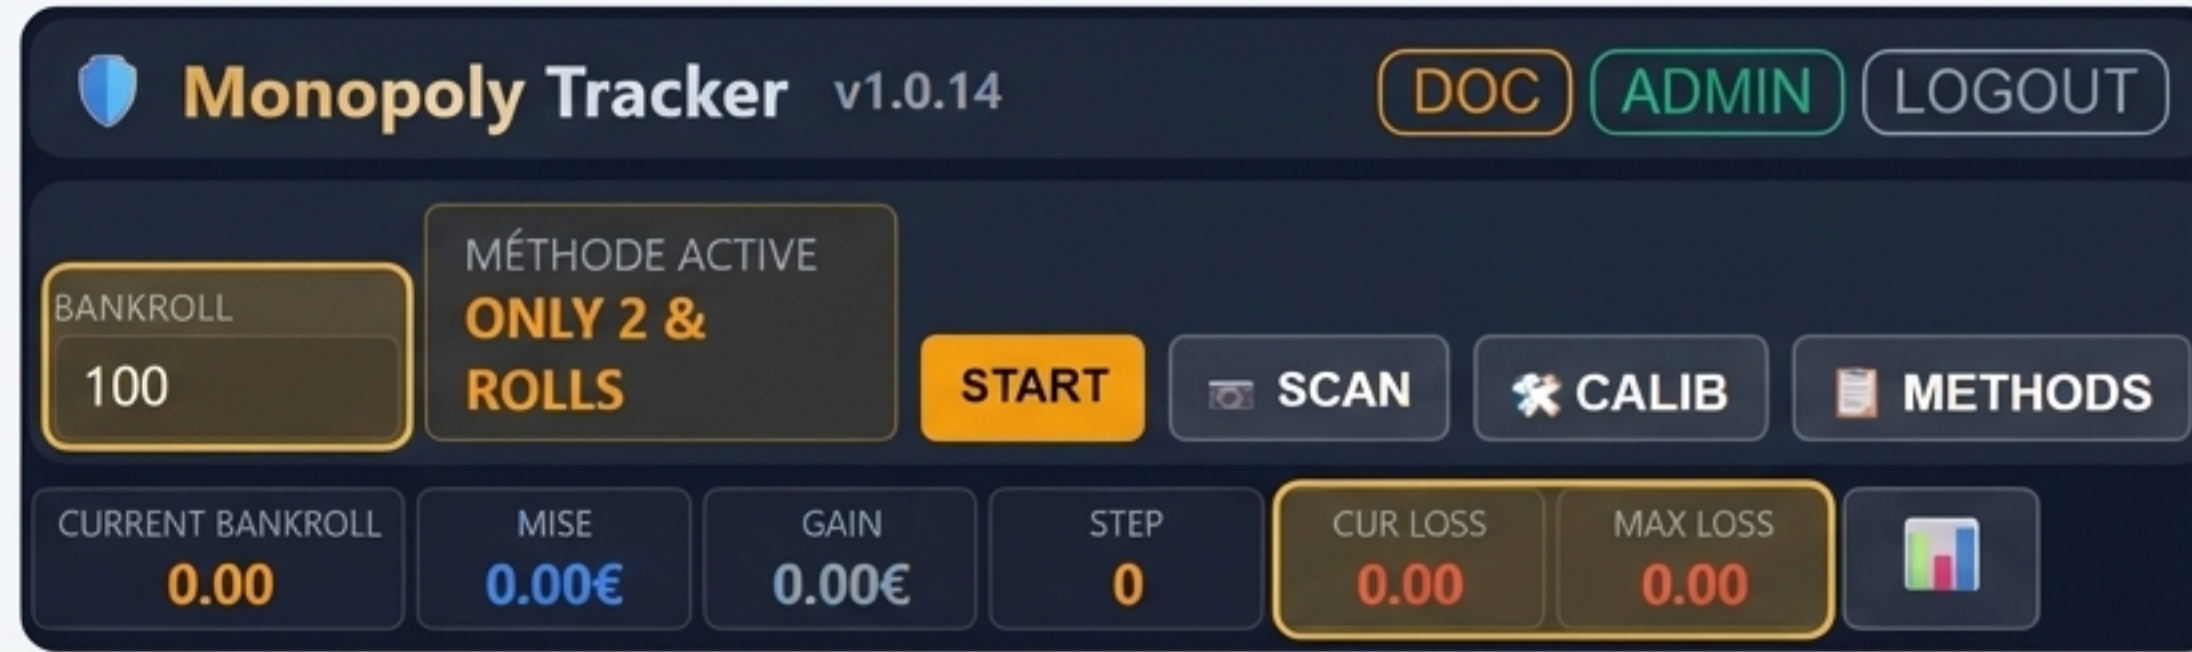 Monopoly Tracker v1.0.14 DOC ADMIN LOGOUT
BANKROLL
100
MÉTHODE ACTIVE
ONLY 2 &
ROLLS
START SCAN CALIB METHODS
CURRENT BANKROLL MISE GAIN STEP CUR LOSS MAX LOSS
0.00 0.00€ 0.00€ 0 0.00 0.00